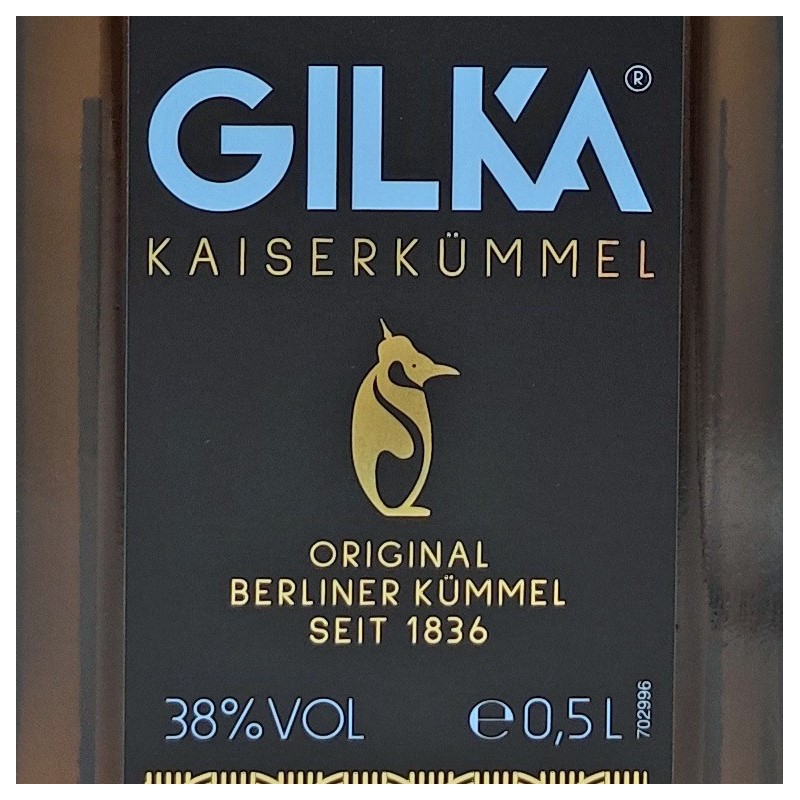 GILKA®
KAISERKÜMMEL
ORIGINAL
BERLINER KÜMMEL
SEIT 1836
38%VOL
℮0,5L
702996